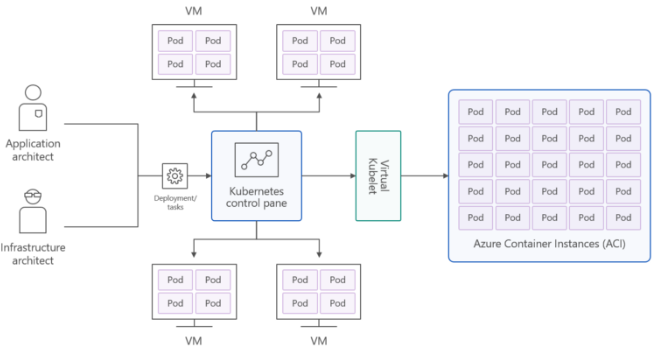 VM
VM
Pod Pod
Pod Pod
Pod Pod
Pod Pod
Application
architect
Infrastructure
architect
Deployment/
tasks
Kubernetes
control pane
Virtual
Kubelet
Pod Pod Pod Pod Pod
Pod Pod Pod Pod Pod
Pod Pod Pod Pod Pod
Pod Pod Pod Pod Pod
Pod Pod Pod Pod Pod
Azure Container Instances (ACI)
Pod Pod
Pod Pod
Pod Pod
Pod Pod
VM
VM